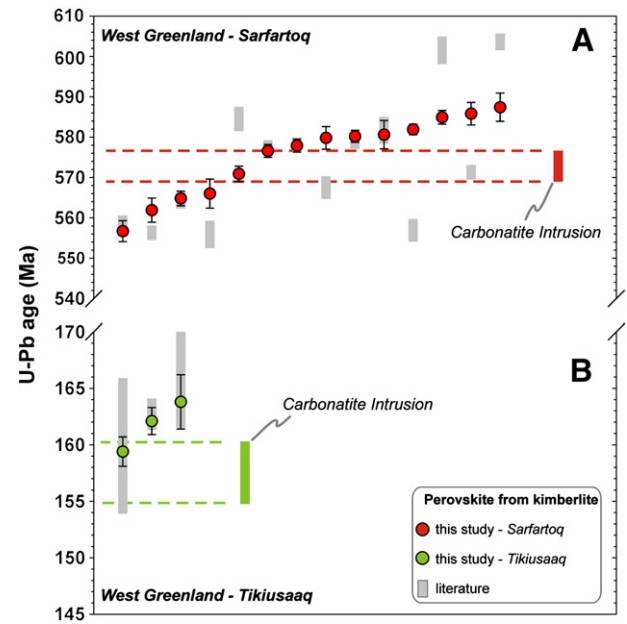 West Greenland - Sarfartoq
A
610
600
590
580
570
560
550
540
Carbonatite Intrusion
U-Pb age (Ma)
170
165
160
155
150
145
B
Carbonatite Intrusion
Perovskite from kimberlite
this study - Sarfartoq
this study - Tikiusaaq
literature
West Greenland - Tikiusaaq